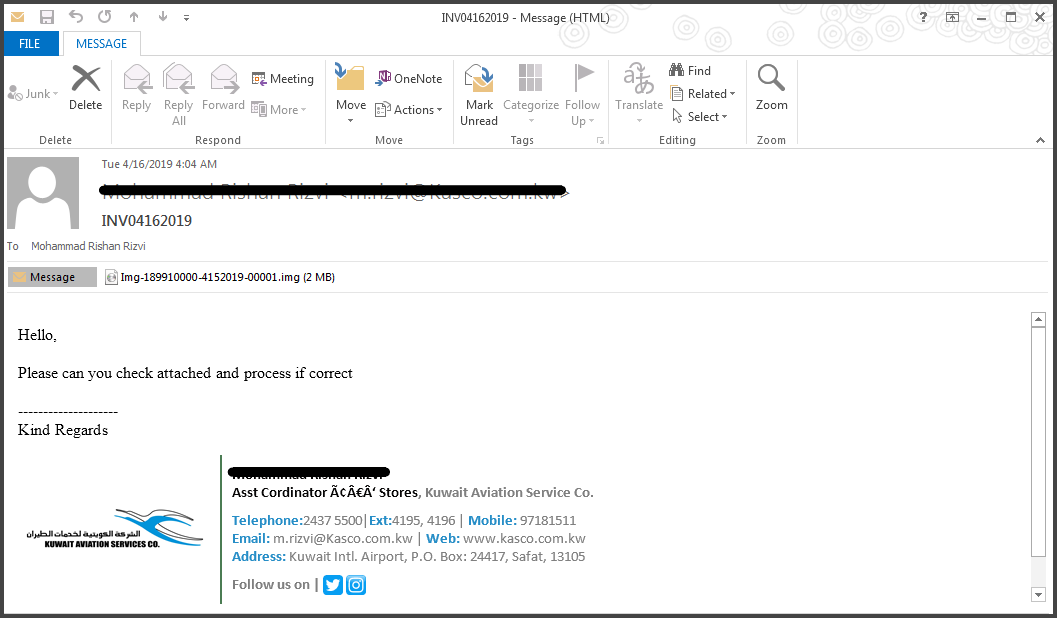 INV04162019 - Message (HTML)
FILE MESSAGE
Junk
Delete
Reply
Reply
All
Forward
Meeting
More
Move
OneNote
Actions
Mark
Unread
Categorize
Follow
Up
Translate
Find
Related
Select
Zoom
Delete Respond Move Tags Editing Zoom
Tue 4/16/2019 4:04 AM
INV04162019
To Mohammad Rishan Rizvi
Message Img-189910000-4152019-00001.img (2 MB)
Hello,
Please can you check attached and process if correct
--------------------
Kind Regards
الشركة الكويتية لخدمات الطيران
KUWAIT AVIATION SERVICES CO.
Asst Cordinator Ã¢Â€Â‘ Stores, Kuwait Aviation Service Co.
Telephone:2437 5500|Ext:4195, 4196 | Mobile: 97181511
Email: m.rizvi@Kasco.com.kw | Web: www.kasco.com.kw
Address: Kuwait Intl. Airport, P.O. Box: 24417, Safat, 13105
Follow us on |